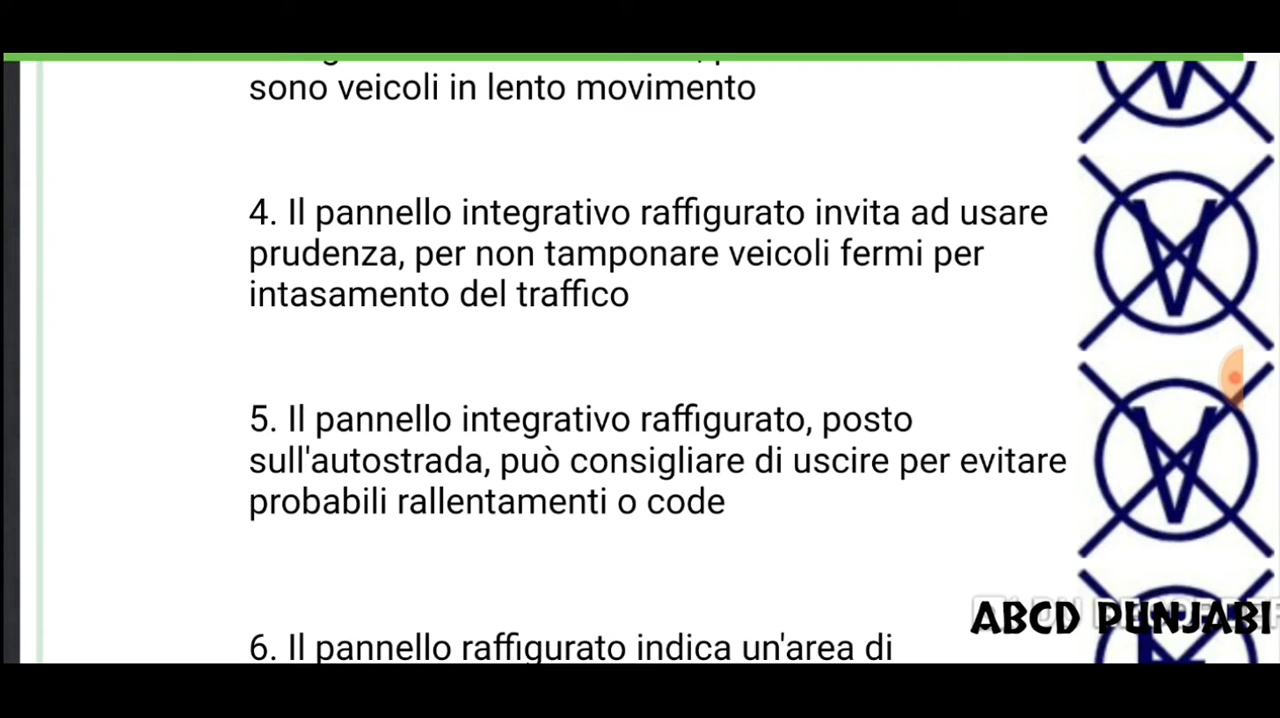 sono veicoli in lento movimento
4. Il pannello integrativo raffigurato invita ad usare
prudenza, per non tamponare veicoli fermi per
intasamento del traffico
5. Il pannello integrativo raffigurato, posto
sull'autostrada, può consigliare di uscire per evitare
probabili rallentamenti o code
6. Il pannello raffigurato indica un'area di
V
V
V
ABCD PUNJABI